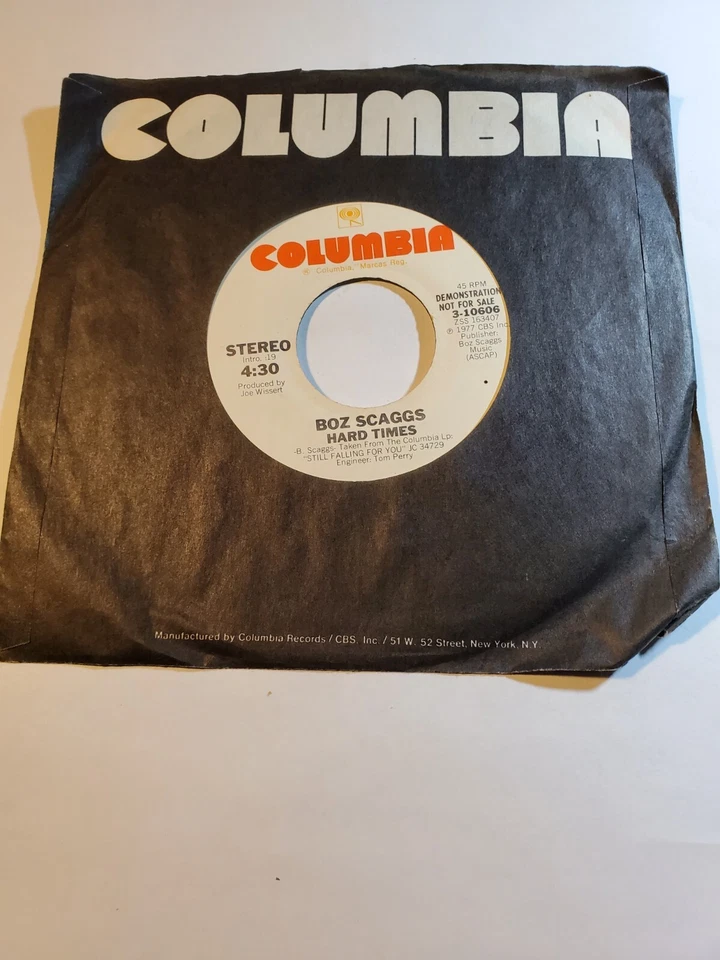 COLUMBIA
COLUMBIA
® Columbia, Marcas Reg.
45 RPM
DEMONSTRATION
NOT FOR SALE
3-10606
ZSS 163407
℗ 1977 CBS Inc.
Publisher:
Boz Scaggs
Music
(ASCAP)
STEREO
Intro. :19
4:30
Produced by
Joe Wissert
BOZ SCAGGS
HARD TIMES
-B. Scaggs- Taken From The Columbia Lp:
"STILL FALLING FOR YOU" JC 34729
Engineer: Tom Perry
Manufactured by Columbia Records / CBS, Inc. / 51 W. 52 Street, New York, N.Y.